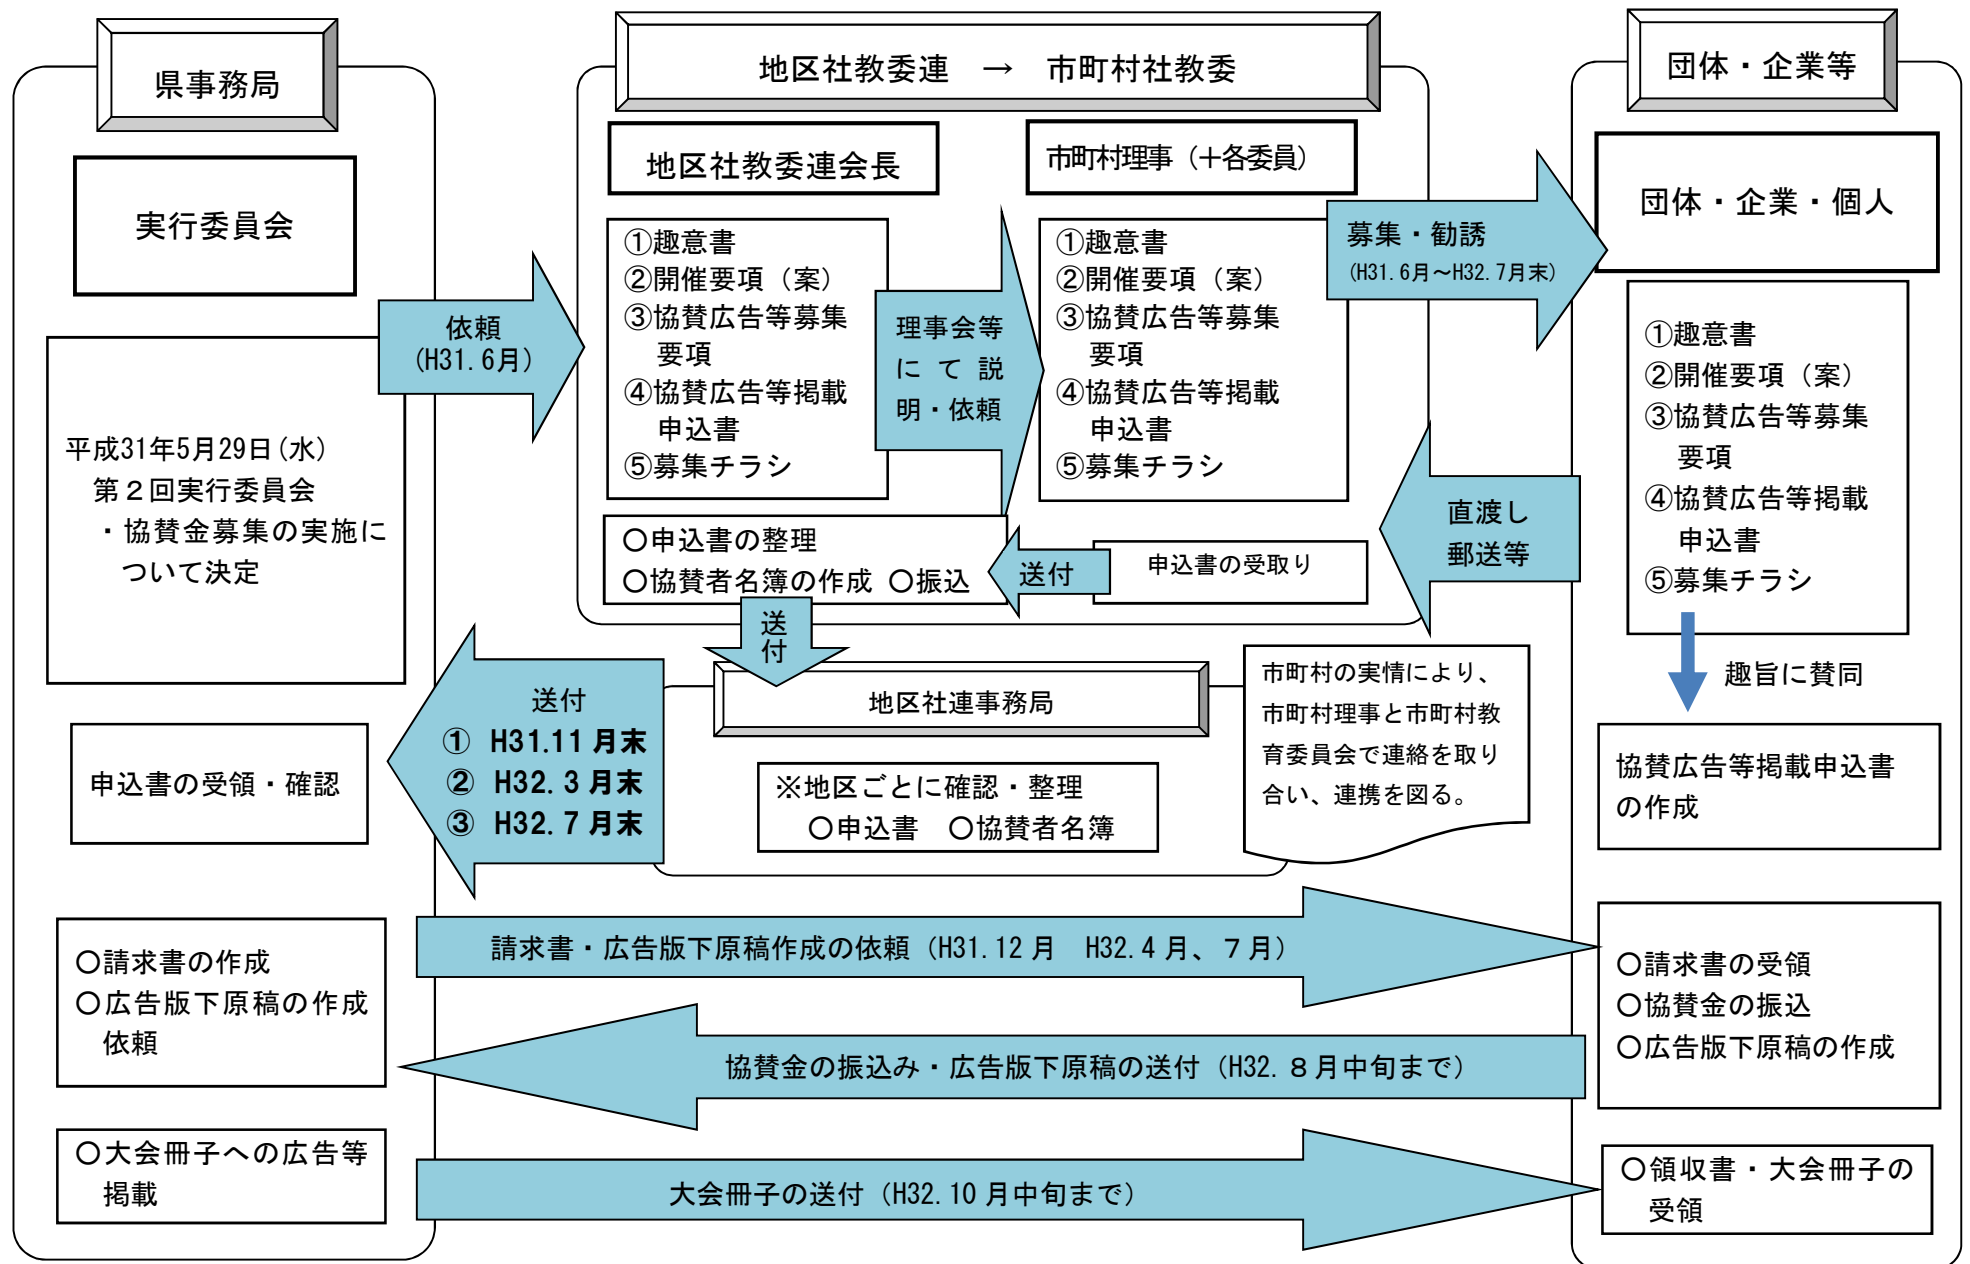 県事務局
実行委員会
平成31年5月29日(水)
第２回実行委員会
・協賛金募集の実施に
ついて決定
申込書の受領・確認
○請求書の作成
○広告版下原稿の作成
依頼
○大会冊子への広告等
掲載
依頼
(H31.6月)
地区社教委連　→　市町村社教委
地区社教委連会長
①趣意書
②開催要項（案）
③協賛広告等募集
要項
④協賛広告等掲載
申込書
⑤募集チラシ
理事会等
にて説
明・依頼
市町村理事（＋各委員）
①趣意書
②開催要項（案）
③協賛広告等募集
要項
④協賛広告等掲載
申込書
⑤募集チラシ
○申込書の整理
○協賛者名簿の作成 ○振込
送付
申込書の受取り
送
付
地区社連事務局
※地区ごとに確認・整理
○申込書　○協賛者名簿
市町村の実情により、
市町村理事と市町村教
育委員会で連絡を取り
合い、連携を図る。
送付
① H31.11月末
② H32.3月末
③ H32.7月末
募集・勧誘
(H31.6月～H32.7月末)
直渡し
郵送等
団体・企業等
団体・企業・個人
①趣意書
②開催要項（案）
③協賛広告等募集
要項
④協賛広告等掲載
申込書
⑤募集チラシ
趣旨に賛同
協賛広告等掲載申込書
の作成
○請求書の受領
○協賛金の振込
○広告版下原稿の作成
○領収書・大会冊子の
受領
請求書・広告版下原稿作成の依頼（H31.12月　H32.4月、７月）
協賛金の振込み・広告版下原稿の送付（H32.８月中旬まで）
大会冊子の送付（H32.10月中旬まで）